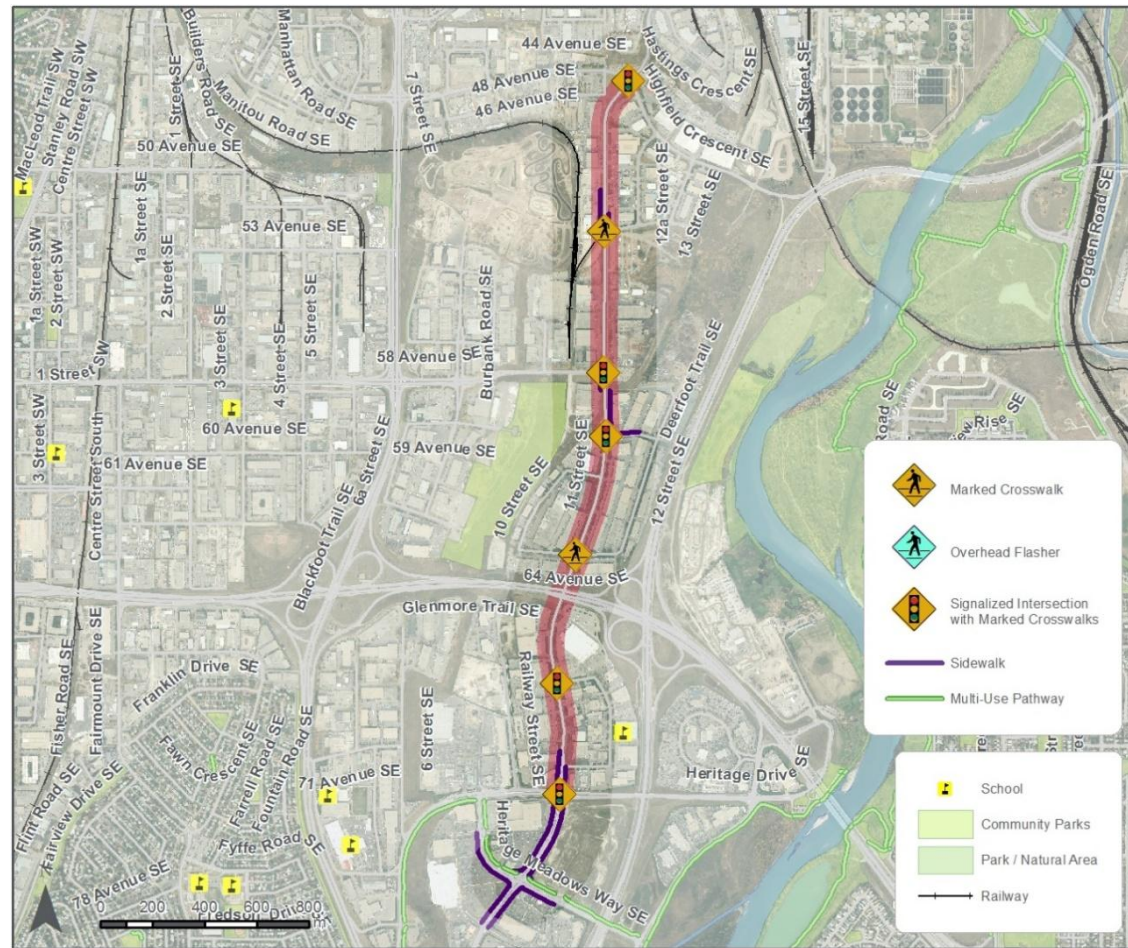 44 Avenue SE
48 Avenue SE
46 Avenue SE
Hastings Crescent SE
Highfield Crescent SE
15 Street SE
Builders Road SE
Manhattan Road SE
Manitou Road SE
7 Street SE
1 Street SE
MacLeod Trail SW
Stanley Road SW
Centre Street SW
50 Avenue SE
12a Street SE
13 Street SE
1a Street SE
53 Avenue SE
2 Street SE
1a Street SW
2 Street SW
Ogden Road SE
3 Street SE
4 Street SE
5 Street SE
58 Avenue SE
Burbank Road SE
1 Street SW
Deerfoot Trail SE
60 Avenue SE
3 Street SW
61 Avenue SE
59 Avenue SE
6a Street SE
10 Street SE
11 Street SE
12 Street SE
Road SE
Rise SE
Centre Street South
Blackfoot Trail SE
64 Avenue SE
Glenmore Trail SE
Railway Street SE
6 Street SE
Franklin Drive SE
Fisher Road SE
Fairmount Drive SE
Fawn Crescent SE
Farrell Road SE
Fountain Road SE
71 Avenue SE
Heritage Drive SE
Flint Road SE
Fairview Drive SE
Fyffe Road SE
Heritage Meadows Way SE
78 Avenue SE
0 200 400 600 800
m
Marked Crosswalk
Overhead Flasher
Signalized Intersection
with Marked Crosswalks
Sidewalk
Multi-Use Pathway
School
Community Parks
Park / Natural Area
Railway